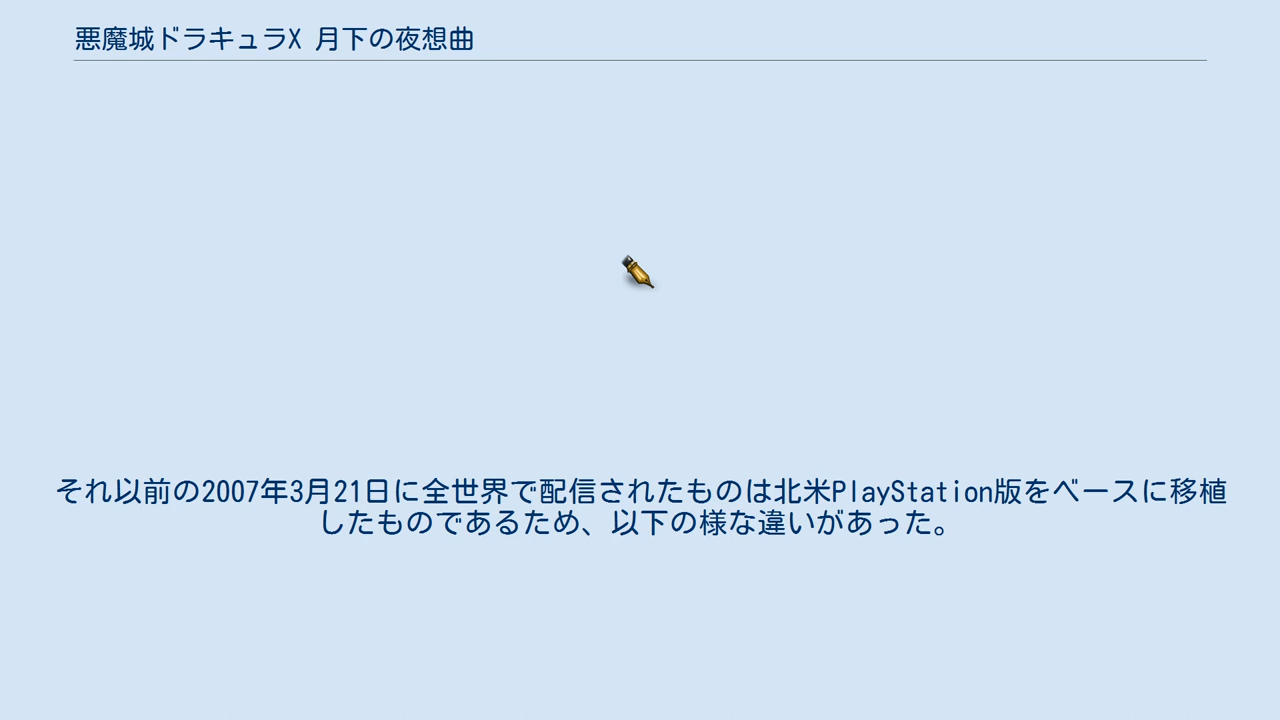 悪魔城ドラキュラX 月下の夜想曲
それ以前の2007年3月21日に全世界で配信されたものは北米PlayStation版をベースに移植
したものであるため、以下の様な違いがあった。